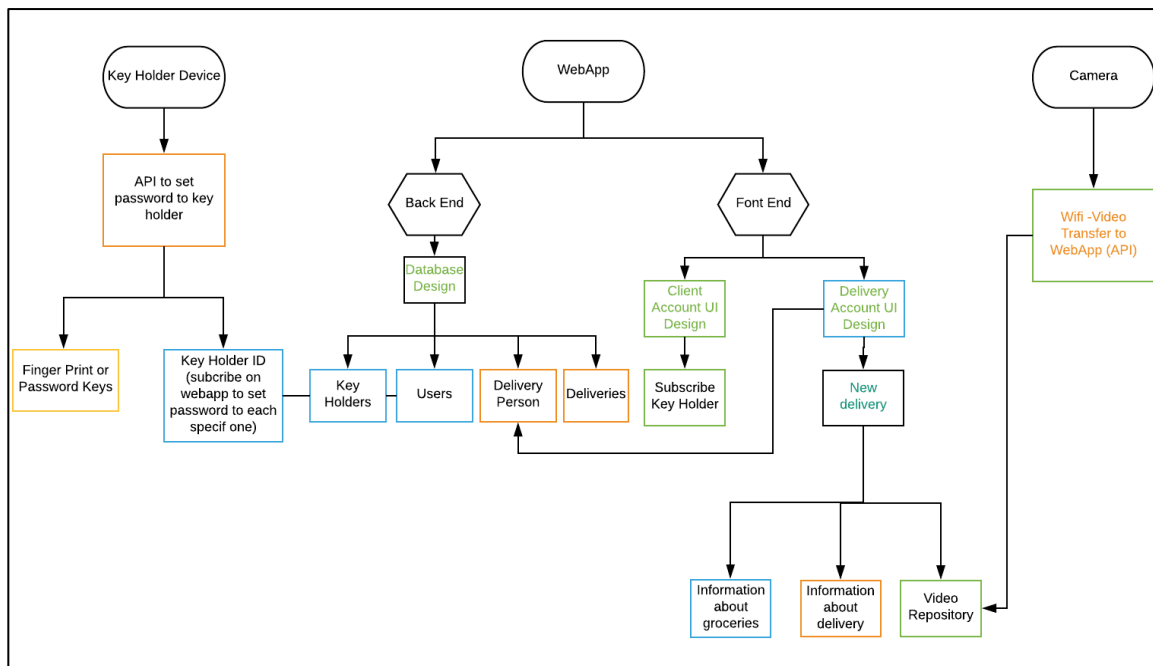 Key Holder Device
WebApp
Camera
API to set
password to key
holder
Back End
Font End
Wifi -Video
Transfer to
WebApp (API)
Database
Design
Client
Account UI
Design
Delivery
Account UI
Design
Finger Print or
Password Keys
Key Holder ID
(subcribe on
webapp to set
password to each
specif one)
Key
Holders
Users
Delivery
Person
Deliveries
Subscribe
Key Holder
New
delivery
Information
about
groceries
Information
about
delivery
Video
Repository